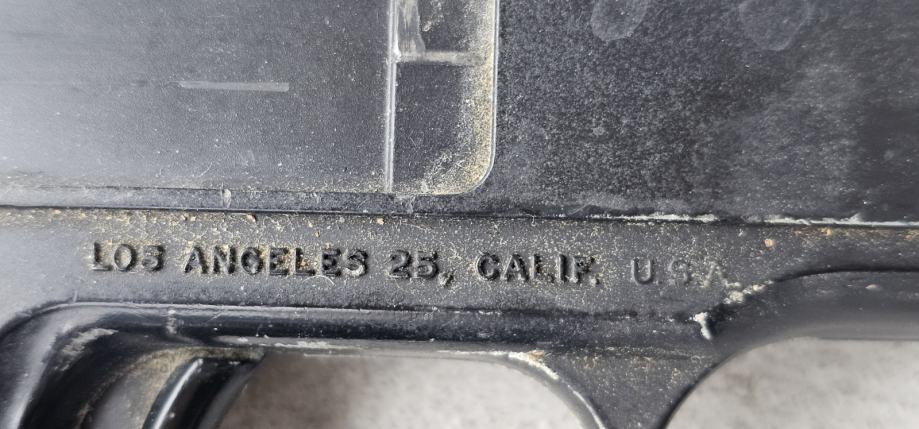 LOS ANGELES 25, CALIF. U.S.A.